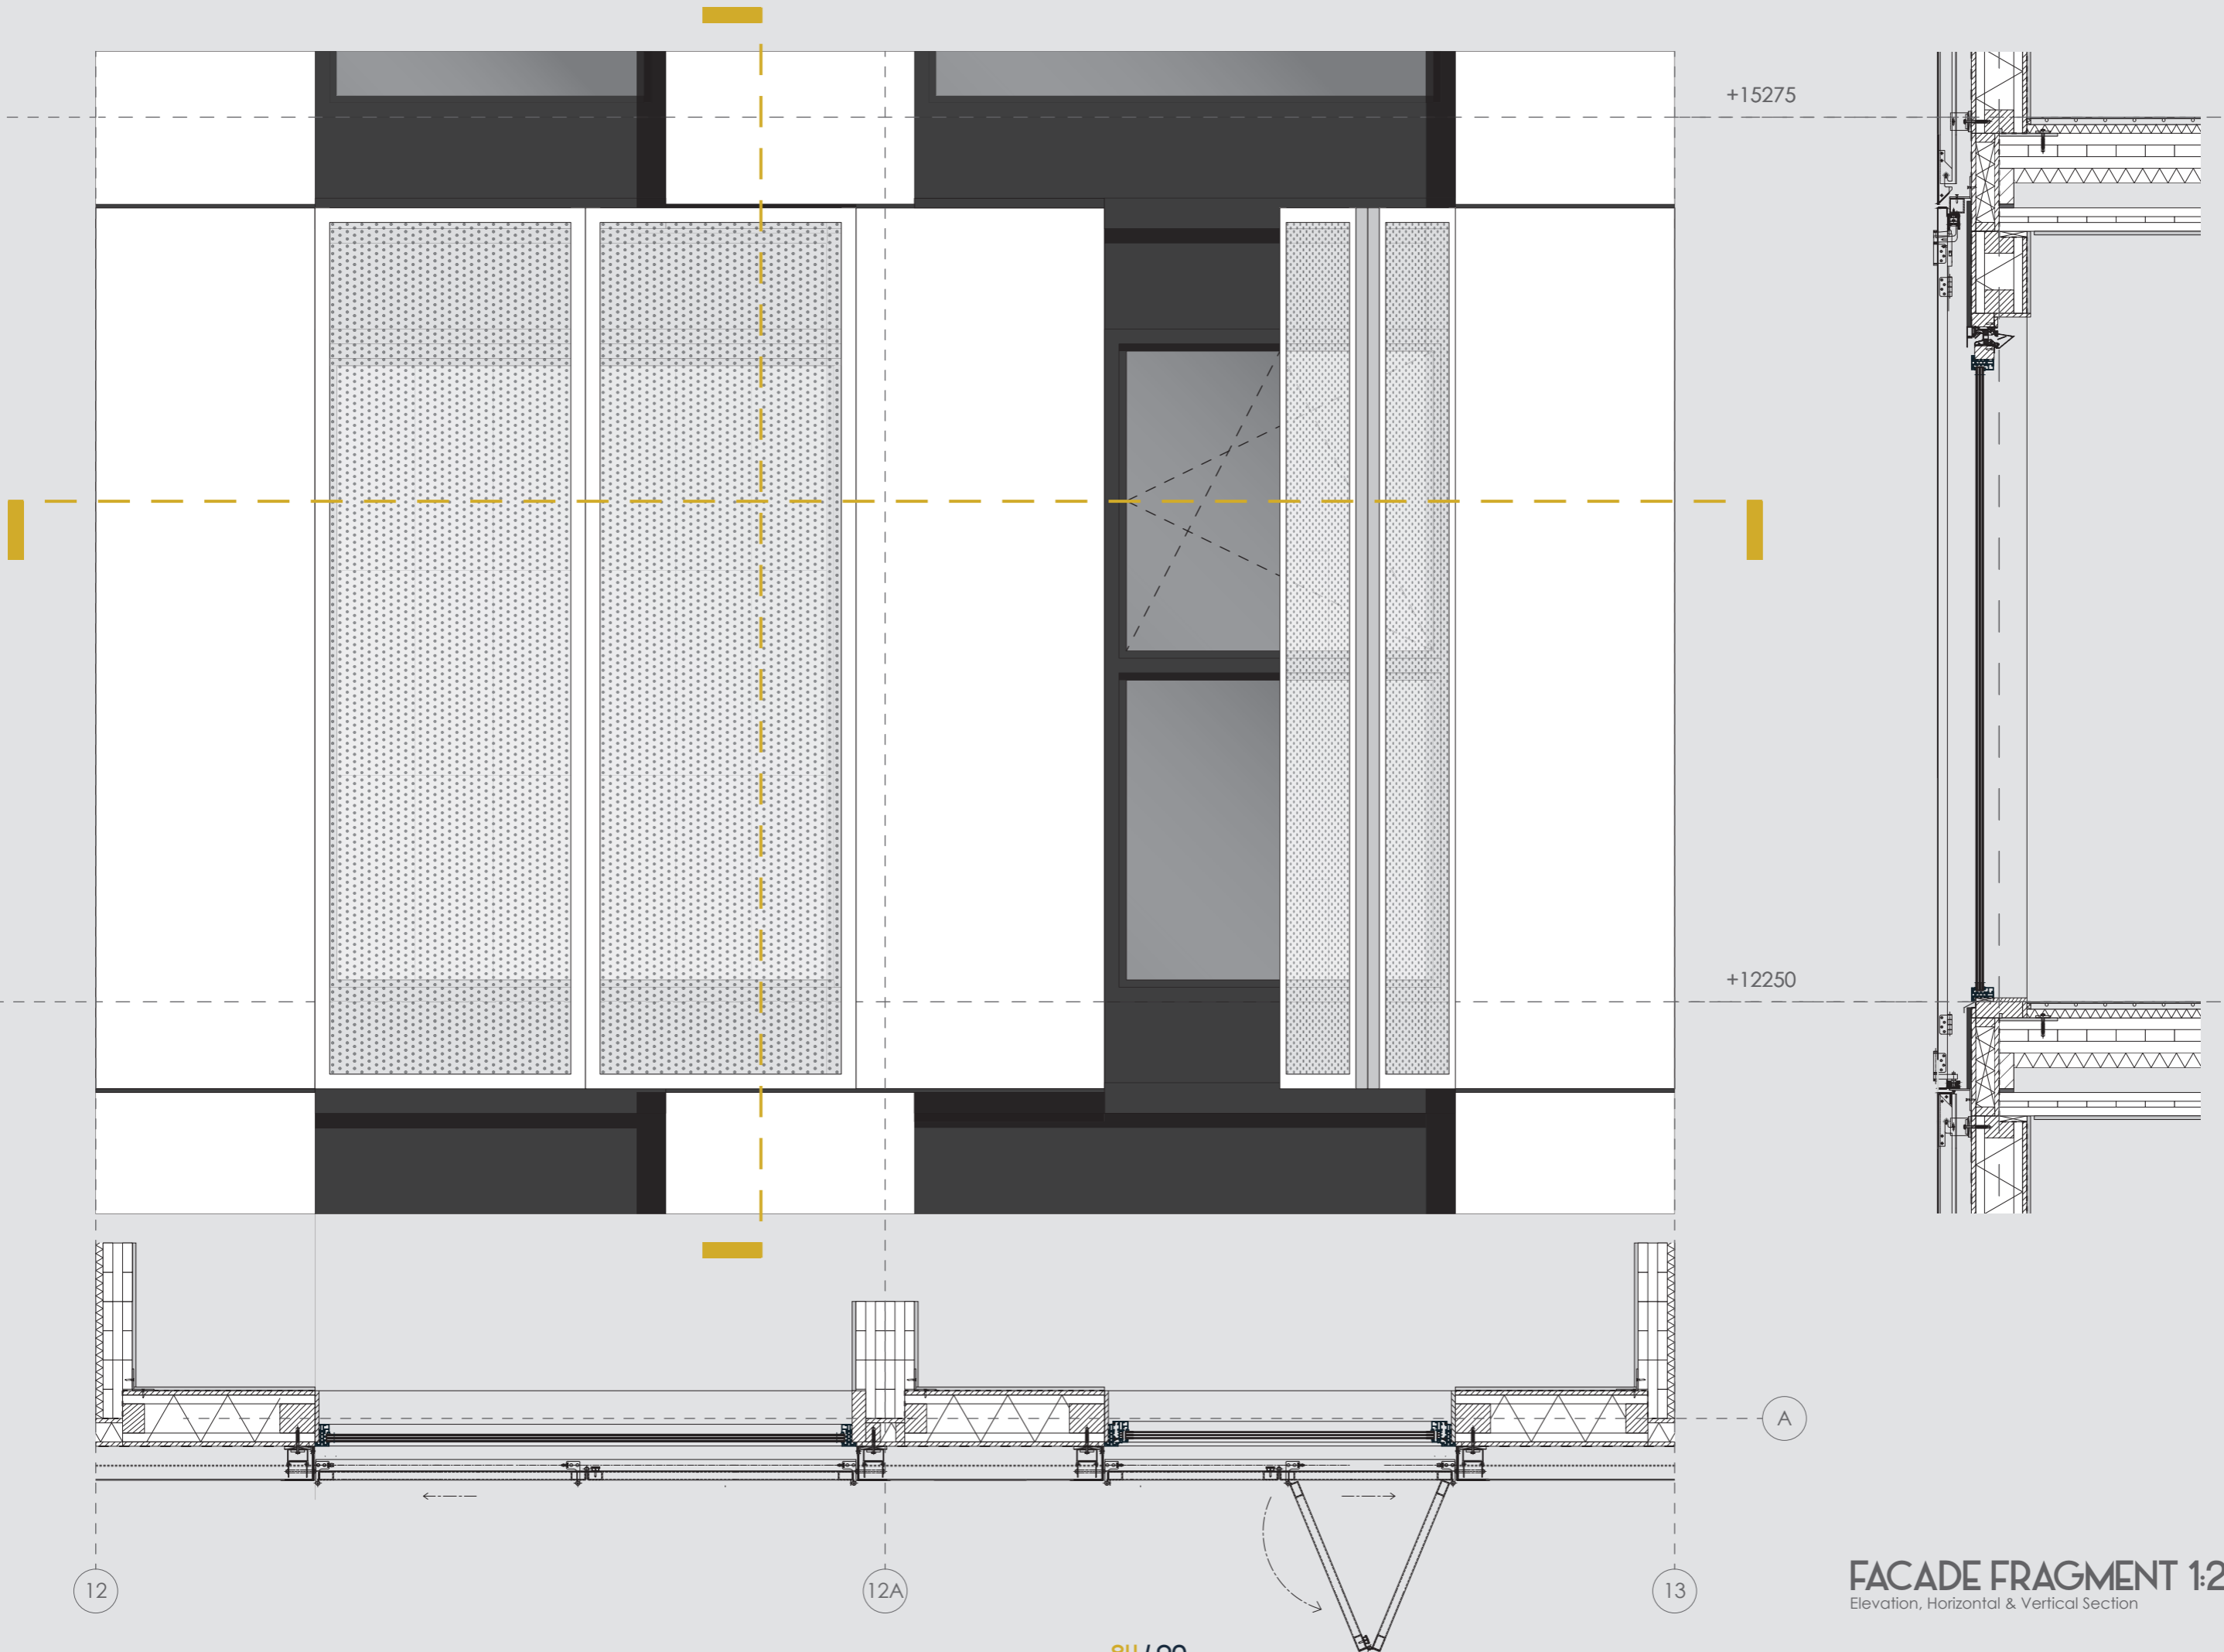 +15275
+12250
A
12
12A
13
FACADE FRAGMENT 1:2
Elevation, Horizontal & Vertical Section